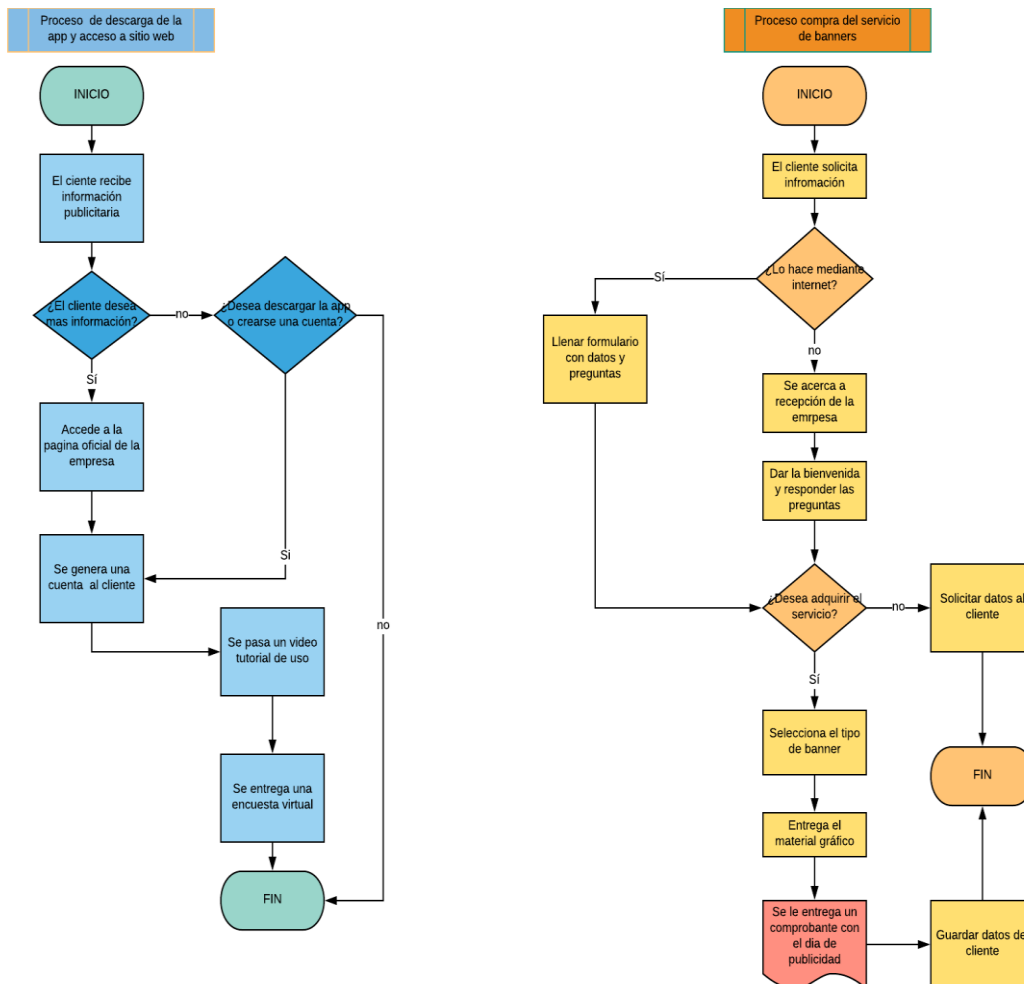 Proceso de descarga de la
app y acceso a sitio web
INICIO
El ciente recibe
información
publicitaria
¿El cliente desea
mas información?
no
¿Desea descargar la app
o crearse una cuenta?
Sí
Accede a la
pagina oficial de la
empresa
Se genera una
cuenta al cliente
Si
Se pasa un video
tutorial de uso
no
Se entrega una
encuesta virtual
FIN
Proceso compra del servicio
de banners
INICIO
El cliente solicita
infromación
¿Lo hace mediante
internet?
Sí
Llenar formulario
con datos y
preguntas
no
Se acerca a
recepción de la
emrpesa
Dar la bienvenida
y responder las
preguntas
¿Desea adquirir el
servicio?
no
Solicitar datos al
cliente
Sí
Selecciona el tipo
de banner
FIN
Entrega el
material gráfico
Se le entrega un
comprobante con
el dia de
publicidad
Guardar datos de
cliente